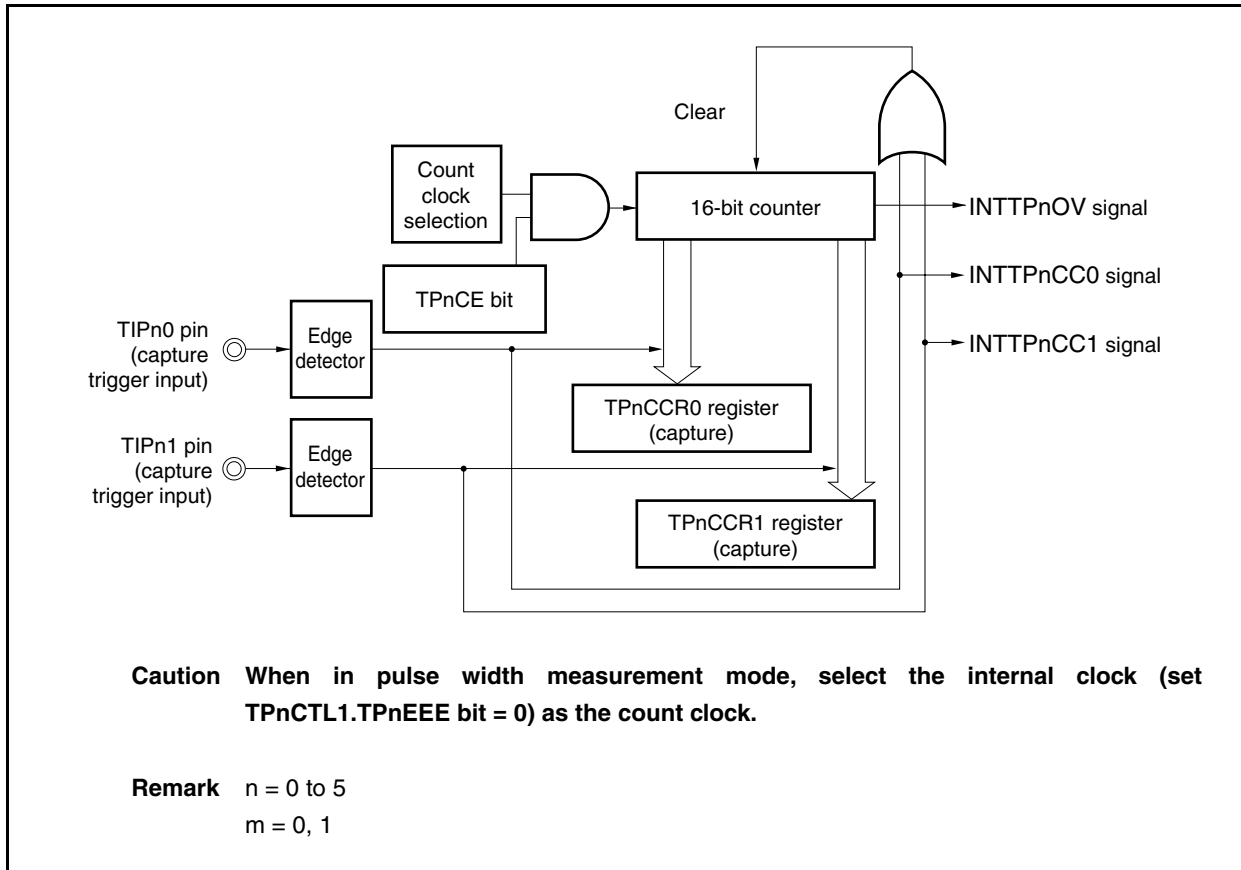 Clear
Count
clock
selection
16-bit counter
INTTPnOV signal
TPnCE bit
INTTPnCC0 signal
TIPn0 pin
(capture
trigger input)
Edge
detector
INTTPnCC1 signal
TPnCCR0 register
(capture)
TIPn1 pin
(capture
trigger input)
Edge
detector
TPnCCR1 register
(capture)
Caution When in pulse width measurement mode, select the internal clock (set
TPnCTL1.TPnEEE bit = 0) as the count clock.
Remark n = 0 to 5
m = 0, 1